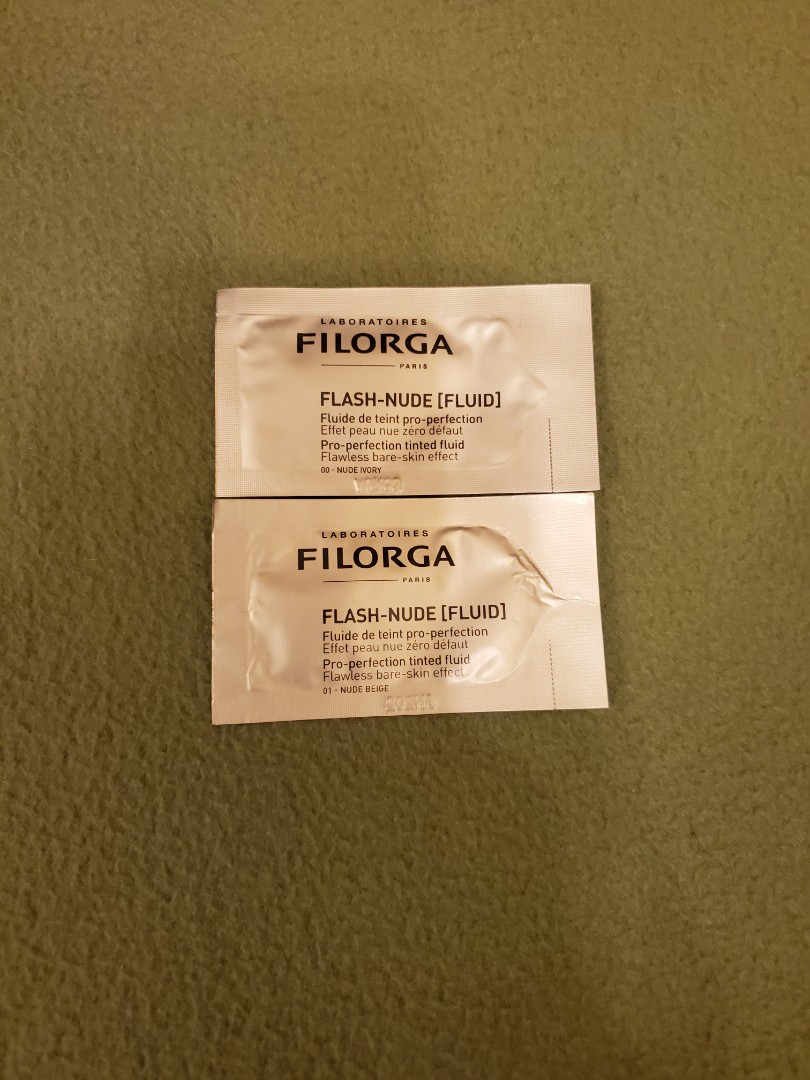 LABORATOIRES
FILORGA
PARIS
FLASH-NUDE [FLUID]
Fluide de teint pro-perfection
Effet peau nue zéro défaut
Pro-perfection tinted fluid
Flawless bare-skin effect
00 - NUDE IVORY
LABORATOIRES
FILORGA
PARIS
FLASH-NUDE [FLUID]
Fluide de teint pro-perfection
Effet peau nue zéro défaut
Pro-perfection tinted fluid
Flawless bare-skin effect
01 - NUDE BEIGE